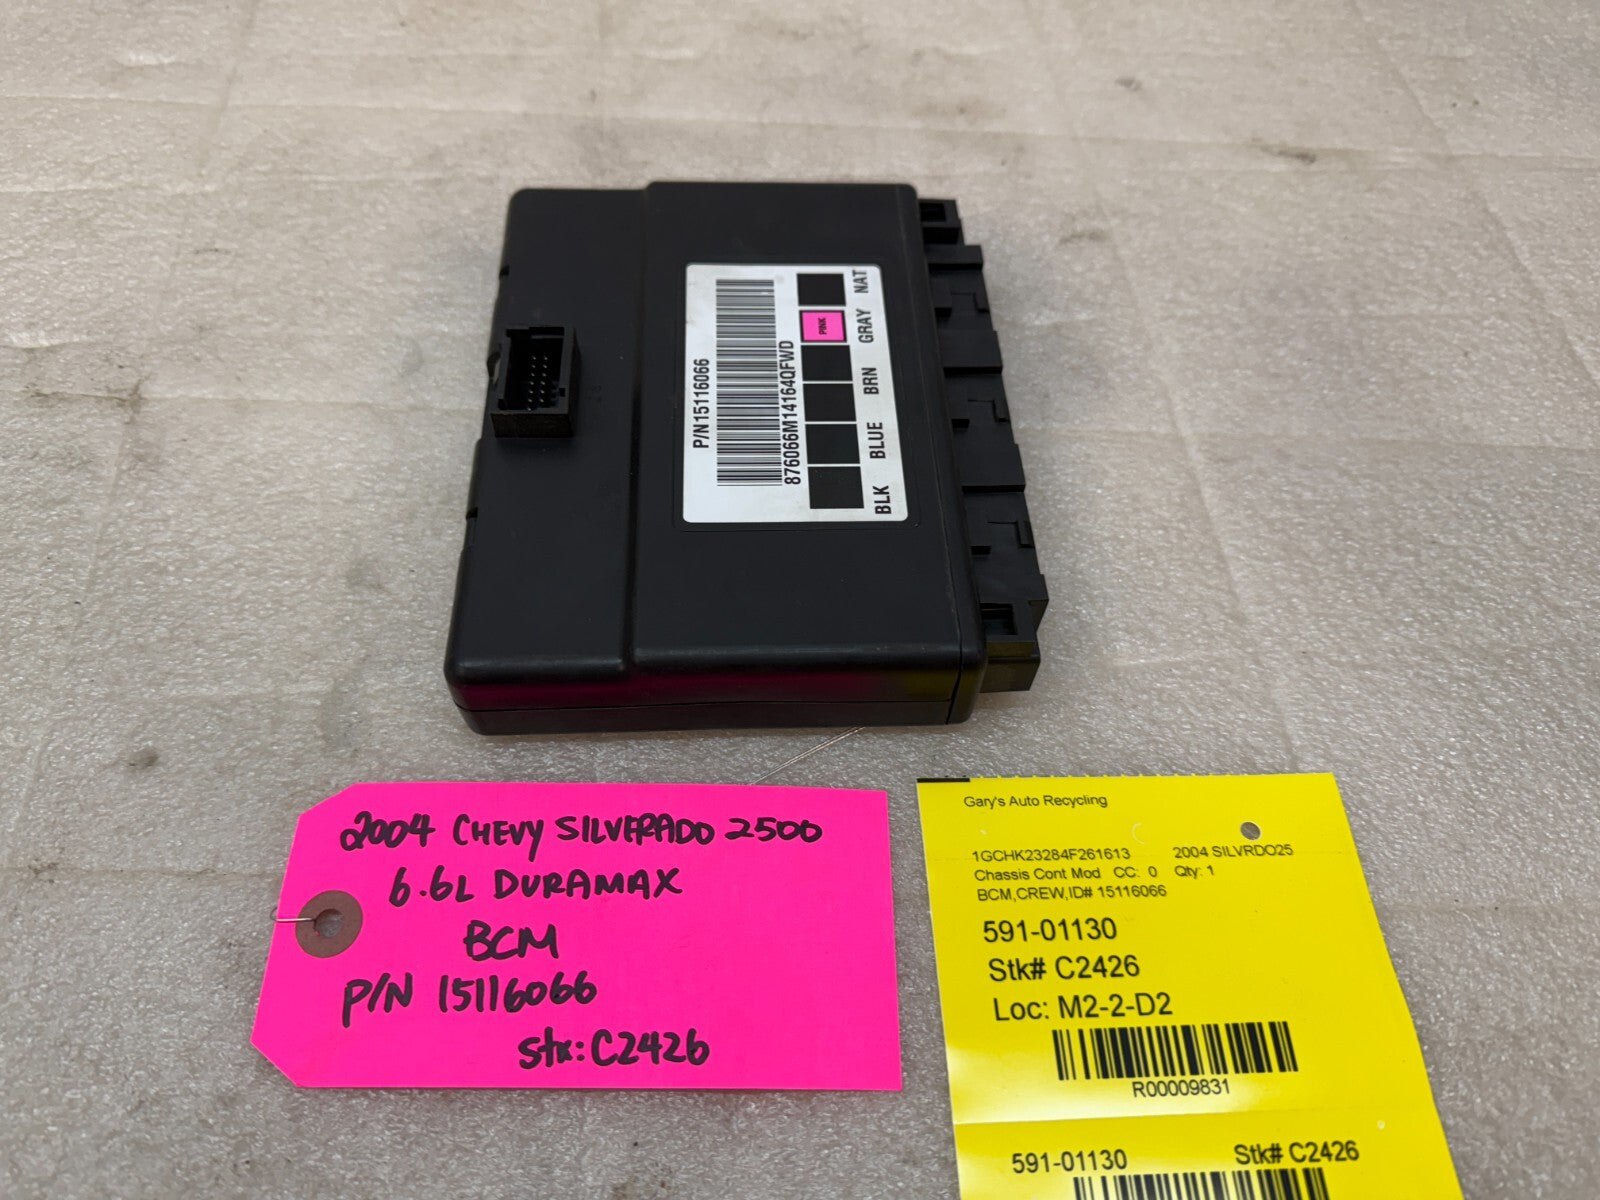 P/N15116066
876066M14164QFWD
PINK
BLK BLUE BRN GRAY NAT
2004 CHEVY SILVERADO 2500
6.6L DURAMAX
BCM
P/N 15116066
stk: C2426
Gary's Auto Recycling
1GCHK23284F261613 2004 SILVRDO25
Chassis Cont Mod CC: 0 Qty: 1
BCM,CREW,ID# 15116066
591-01130
Stk# C2426
Loc: M2-2-D2
R00009831
591-01130 Stk# C2426